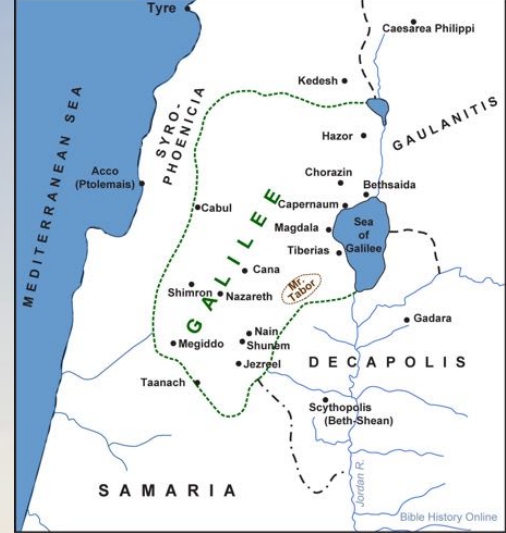 Tyre
Caesarea Philippi
Kedesh
MEDITERRANEAN SEA
SYRO-
PHOENICIA
GAULANITIS
Hazor
Acco
(Ptolemais)
Chorazin
Bethsaida
Cabul
Capernaum
GALILEE
Magdala
Sea
of
Galilee
Tiberias
Cana
Mr.
Tabor
Shimron
Nazareth
Gadara
Nain
Megiddo
Shunem
Jezreel
DECAPOLIS
Taanach
Scythopolis
(Beth-Shean)
SAMARIA
Jordan R.
Bible History Online